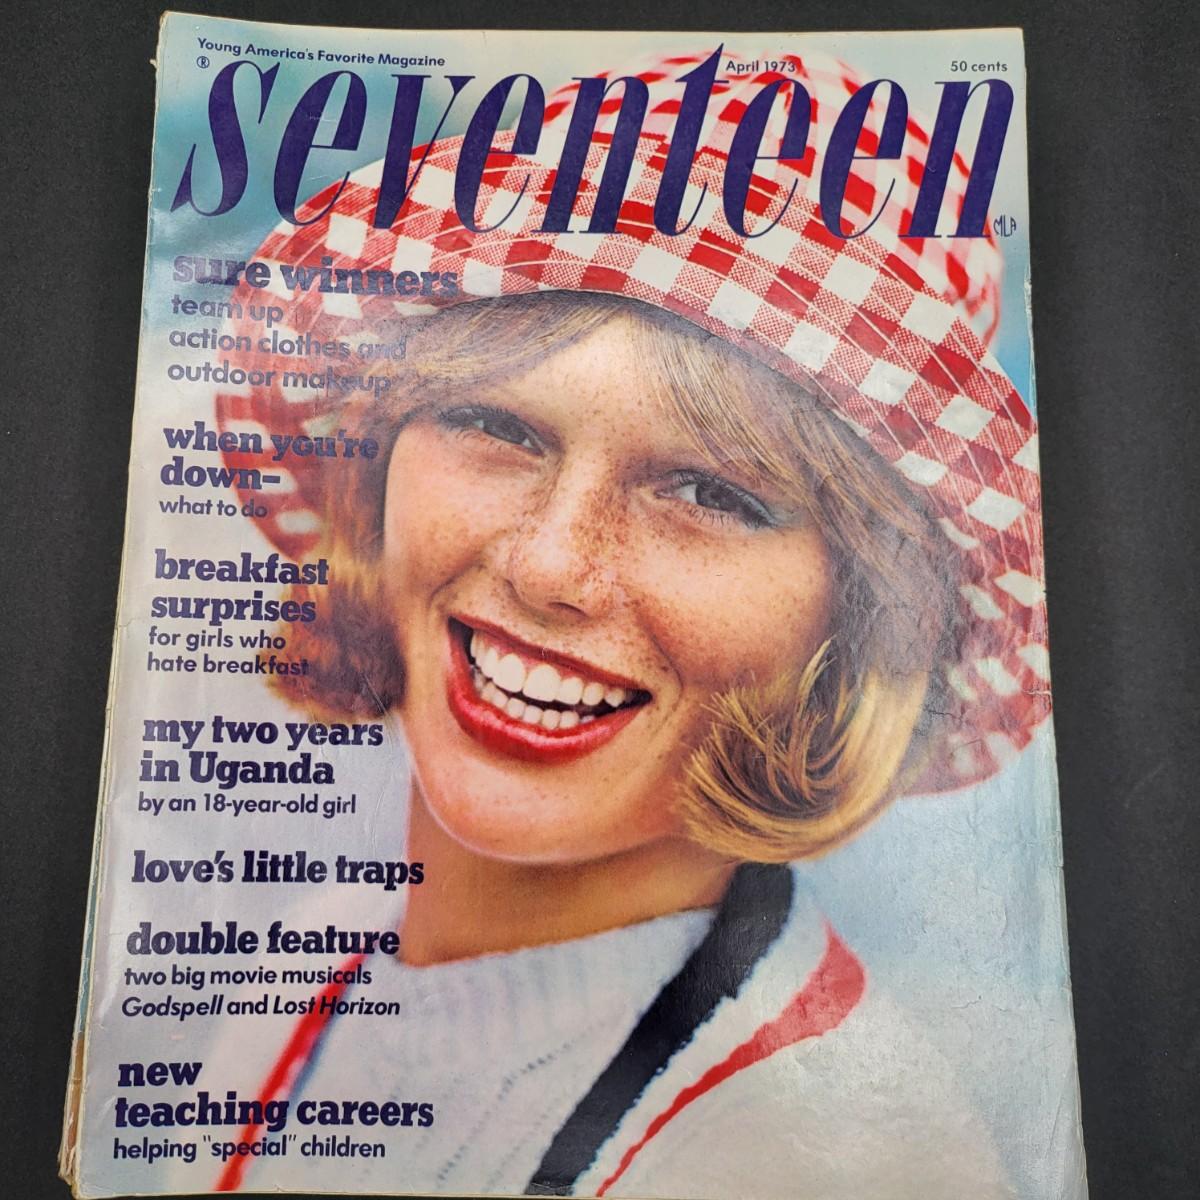 Young America's Favorite Magazine
®
April 1973
50 cents
seventeen
MLA
sure winners
team up
action clothes and
outdoor makeup
when you're
down–
what to do
breakfast
surprises
for girls who
hate breakfast
my two years
in Uganda
by an 18-year-old girl
love's little traps
double feature
two big movie musicals
Godspell and Lost Horizon
new
teaching careers
helping "special" children